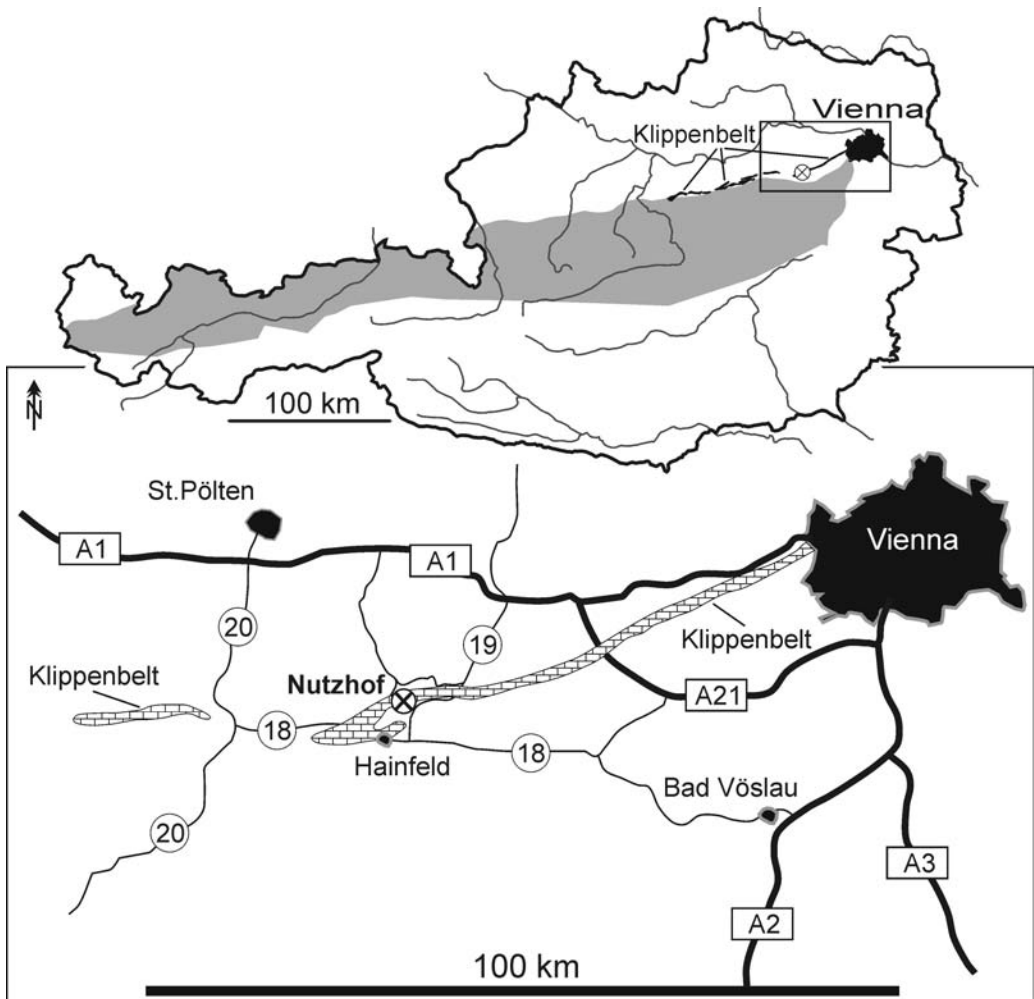 Vienna
Klippenbelt
N
100 km
St.Pölten
A1
A1
Vienna
20
19
Klippenbelt
Klippenbelt
Nutzhof
A21
18
18
Hainfeld
Bad Vöslau
20
A3
A2
100 km